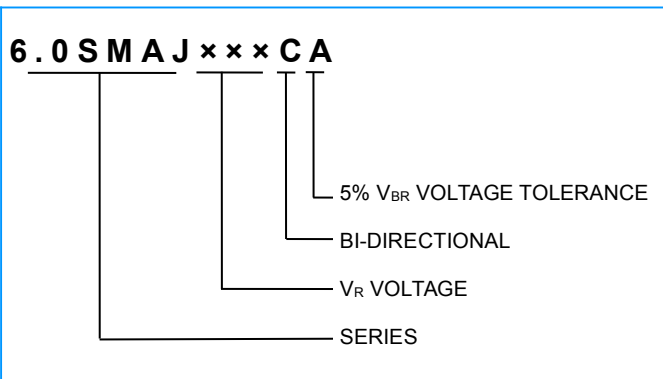 6.0SMAJ×××CA
5% VBR VOLTAGE TOLERANCE
BI-DIRECTIONAL
VR VOLTAGE
SERIES